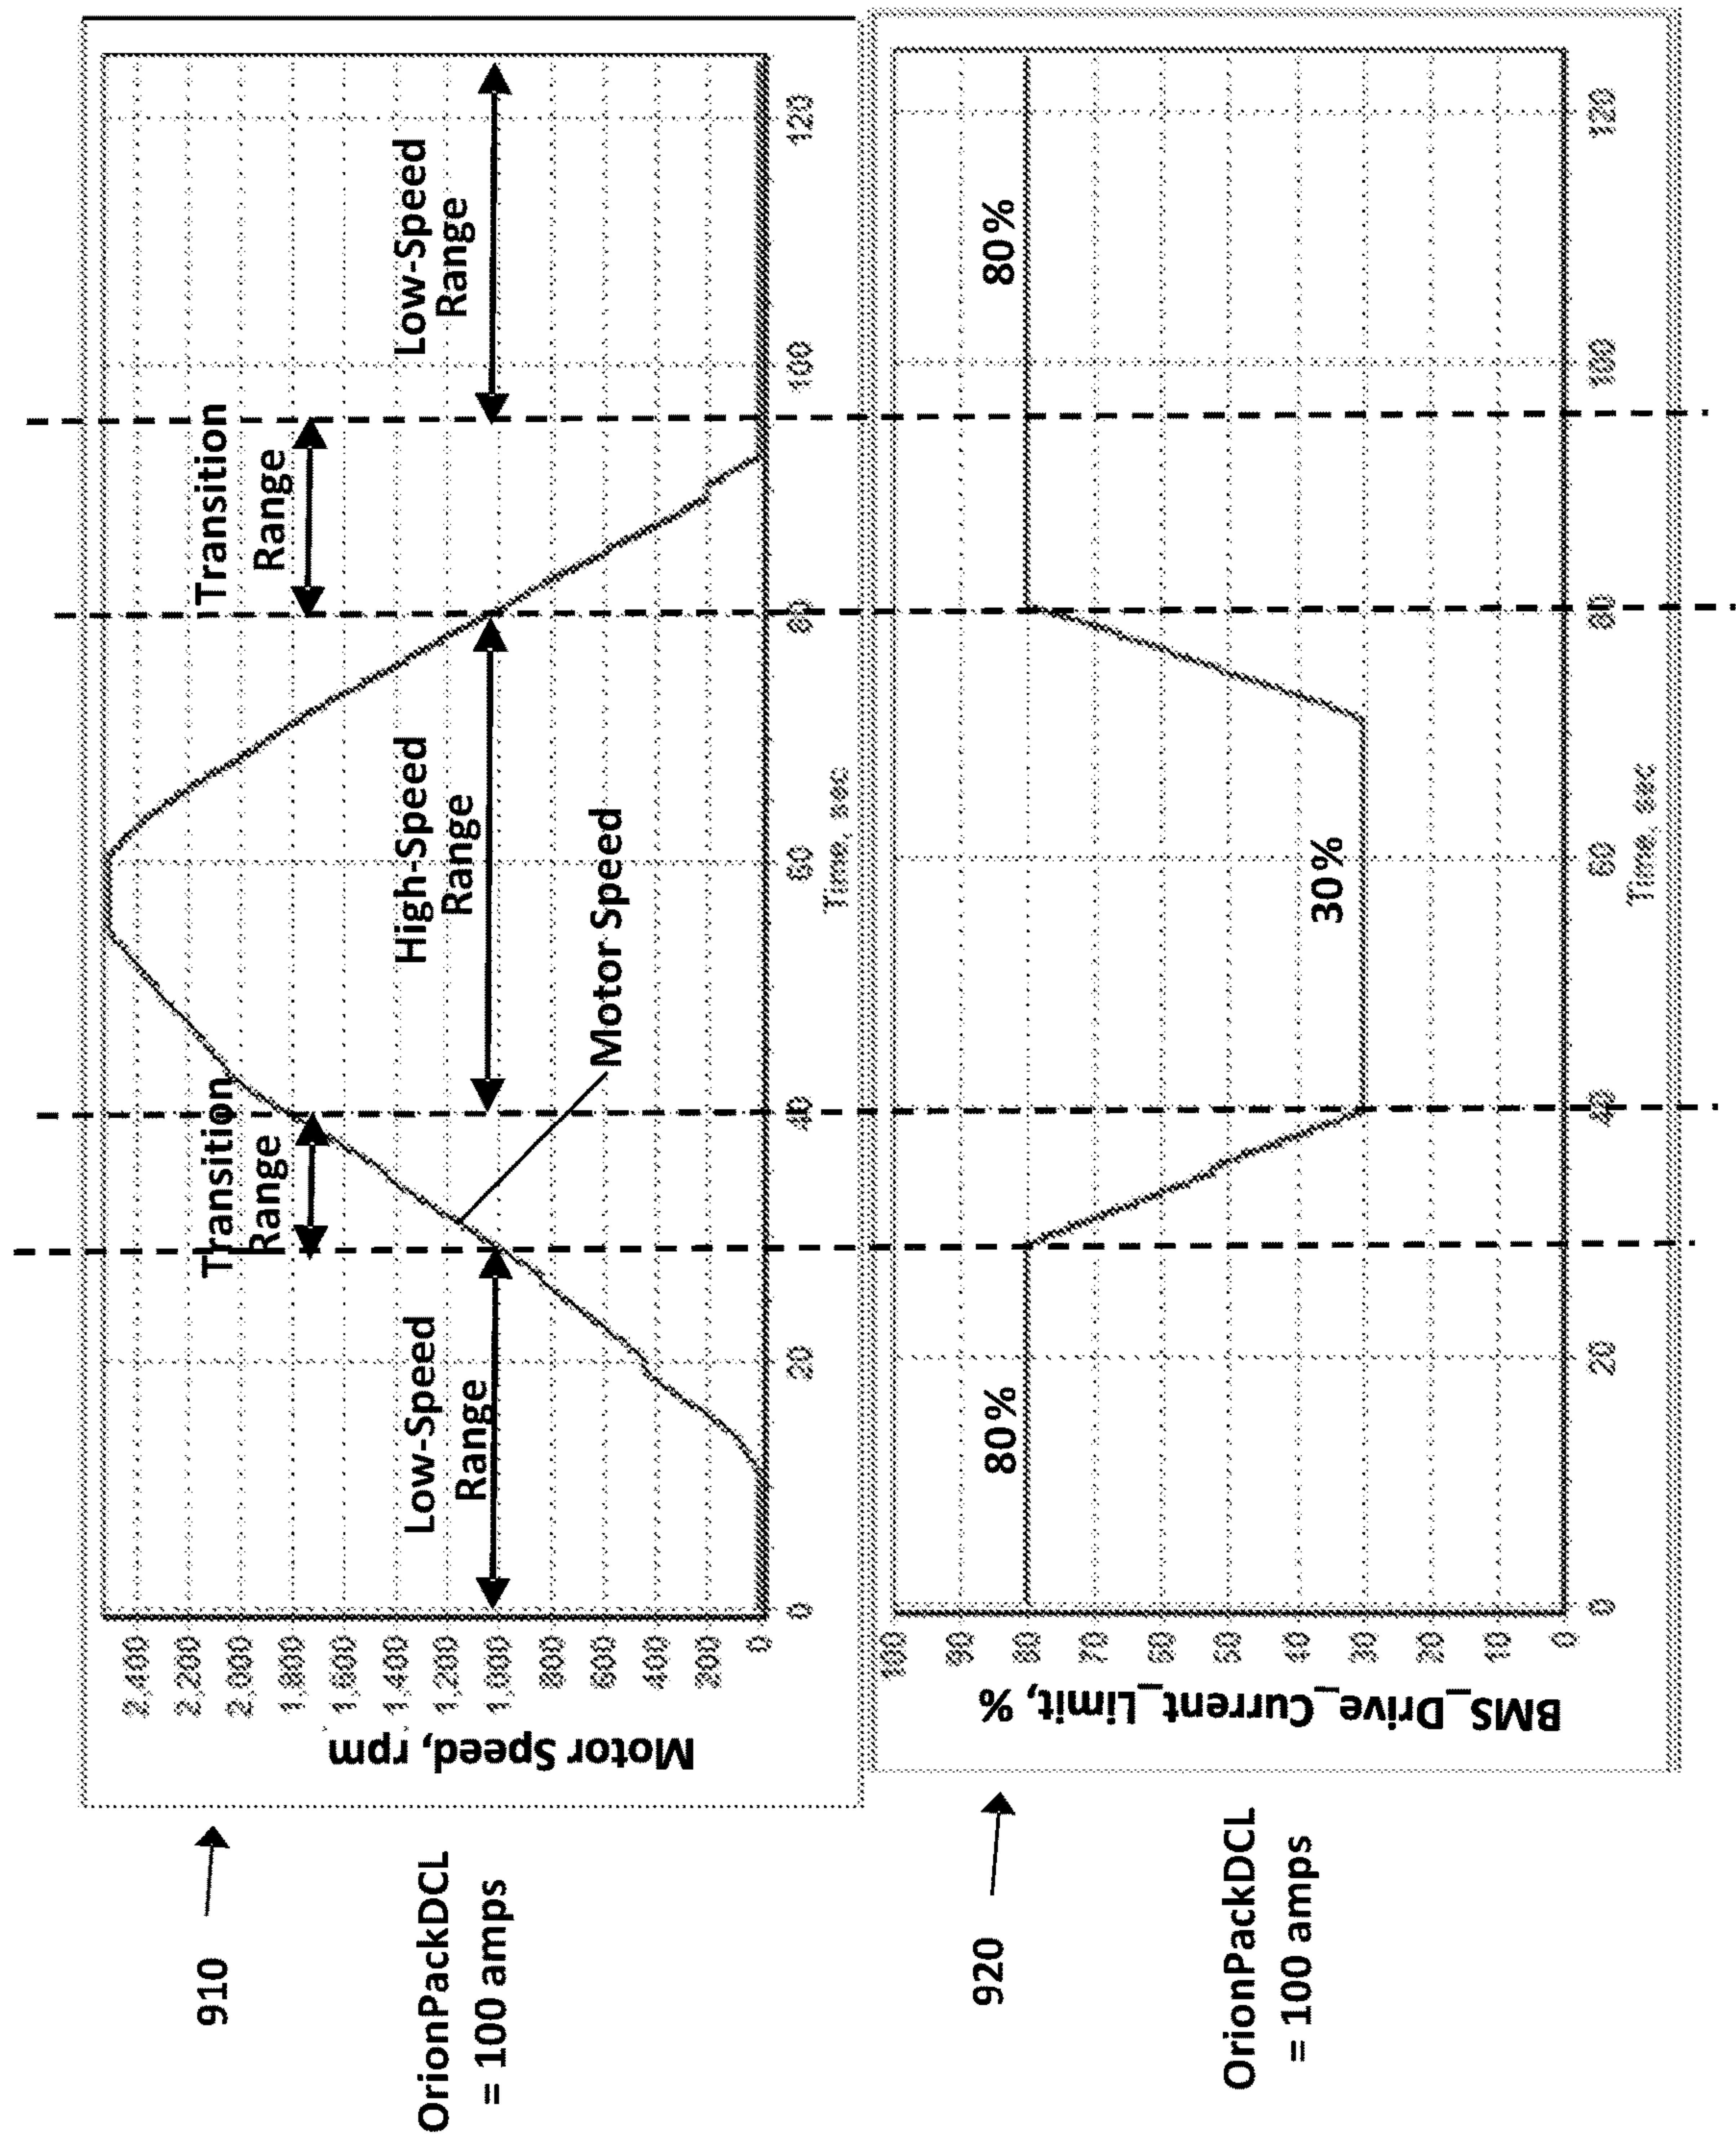 910
OrionPackDCL
= 100 amps
Motor Speed, rpm
2,400
2,200
2,000
1,800
1,600
1,400
1,200
1,000
800
600
400
200
0
Transition
Range
Transition
Range
Low-Speed
Range
High-Speed
Range
Low-Speed
Range
Motor Speed
0
20
40
60
80
100
120
Time, sec
920
OrionPackDCL
= 100 amps
BMS_Drive_Current_Limit, %
100
90
80
70
60
50
40
30
20
10
0
80%
30%
80%
0
20
40
60
80
100
120
Time, sec